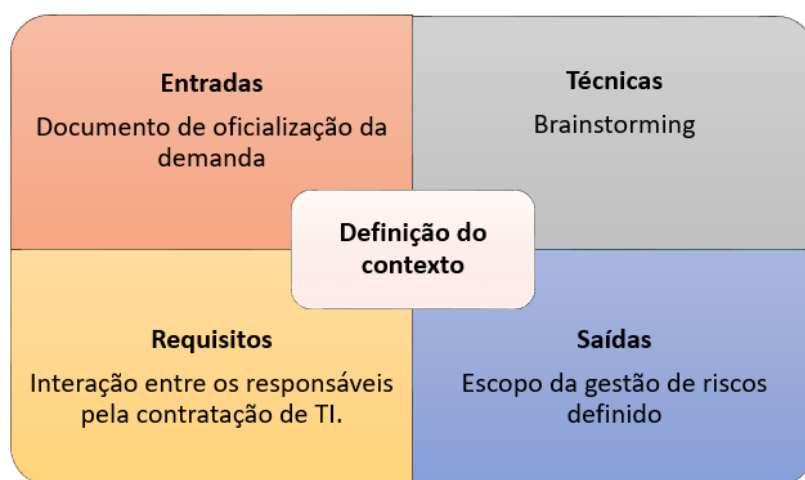 Entradas
Documento de oficialização da
demanda
Técnicas
Brainstorming
Definição do
contexto
Requisitos
Interação entre os responsáveis
pela contratação de TI.
Saídas
Escopo da gestão de riscos
definido